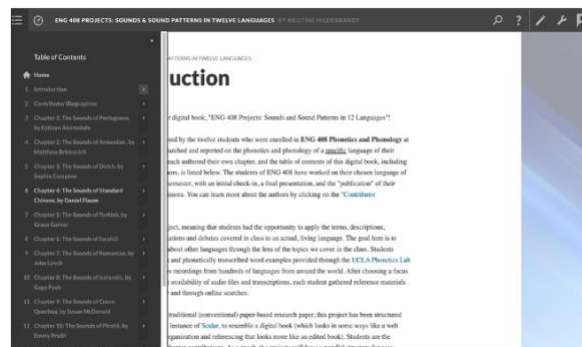 ENG 408 PROJECTS: SOUNDS & SOUND PATTERNS IN TWELVE LANGUAGES BY KRISTINE HILDEBRANDT
Table of Contents
Home
1 Introduction
2 Contributor Biographies
3 Chapter 1: The Sounds of Portuguese,
by
4 Chapter 2: The Sounds of Armenian, by
Matthew
5 Chapter 3: The Sounds of Dutch, by
Sophia Compton
6 Chapter 4: The Sounds of Standard
Chinese, by Daniel Flaum
7 Chapter 5: The Sounds of Turkish, by
Grace Garner
8 Chapter 6: The Sounds of Swahili
9 Chapter 7: The Sounds of Romanian, by
John Lynch
10 Chapter 8: The Sounds of Icelandic, by
Gage
11 Chapter 9: The Sounds of Cuzco
Quechua, by Susan McDonald
12 Chapter 10: The Sounds of Pirahã, by
Emmy
PATTERNS IN TWELVE LANGUAGES
uction
r digital book, "ENG 408 Projects: Sounds and Sound Patterns in 12 Languages"!
red by the twelve students who were enrolled in ENG 408 Phonetics and Phonology at
arched and reported on the phonetics and phonology of a specific language of their
each authored their own chapter, and the table of contents of this digital book, including
is listed below. The students of ENG 408 have worked on their chosen language of
semester, with an initial check-in, a final presentation, and the "publication" of their
You can learn more about the authors by clicking on the "Contributor
ject, meaning that students had the opportunity to apply the terms, descriptions,
and debates covered in class to an actual, living language. The goal here is to
about other languages through the lens of the topics we cover in the class. Students
and phonetically transcribed word examples provided through the UCLA Phonetics Lab
recordings from hundreds of languages from around the world. After choosing a focus
availability of audio files and transcriptions, each student gathered reference materials
and through online searches.
traditional (conventional) paper-based research paper, this project has been structured
instance of Scalar, to resemble a digital book (which looks in some ways like a web
organization and referencing that looks more like an edited book). Students are the